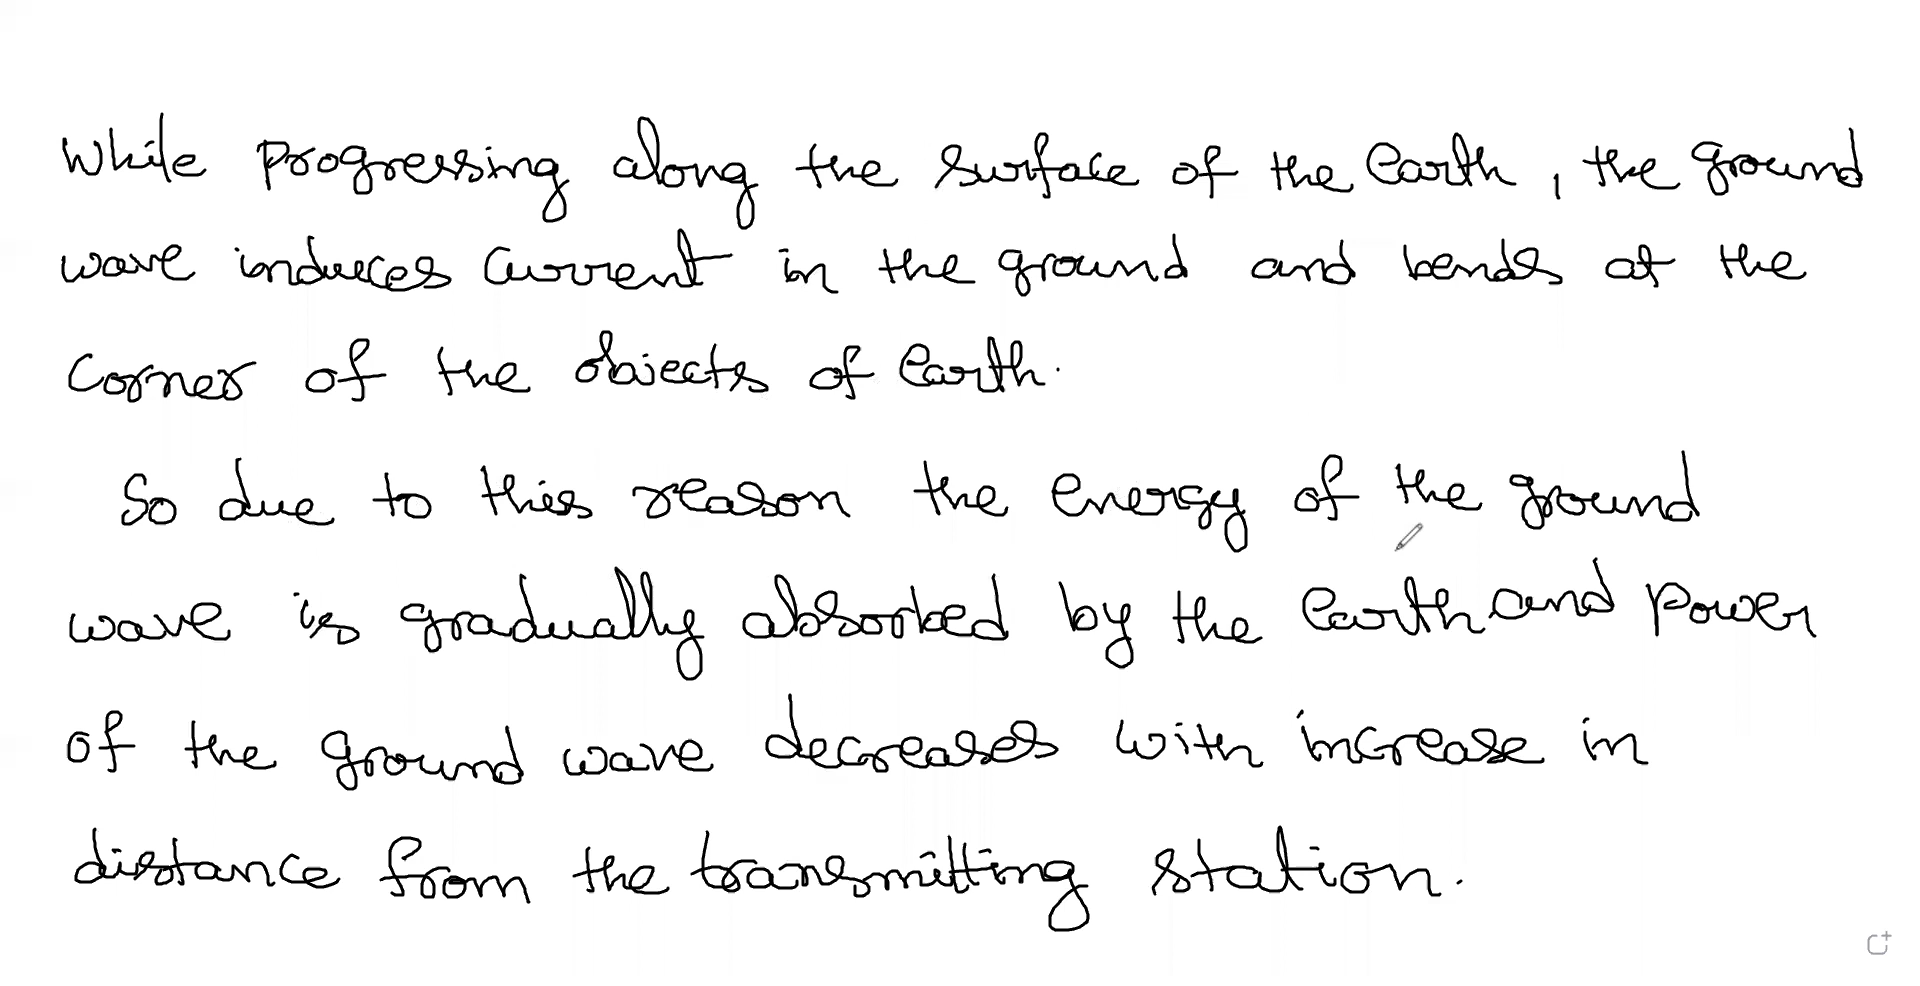 While progressing along the surface of the Earth, the ground
wave induces current in the ground and bends at the
corner of the objects of Earth.
So due to this reason the energy of the ground
wave is gradually absorbed by the Earth and power
of the ground wave decreases with increase in
distance from the transmitting station.